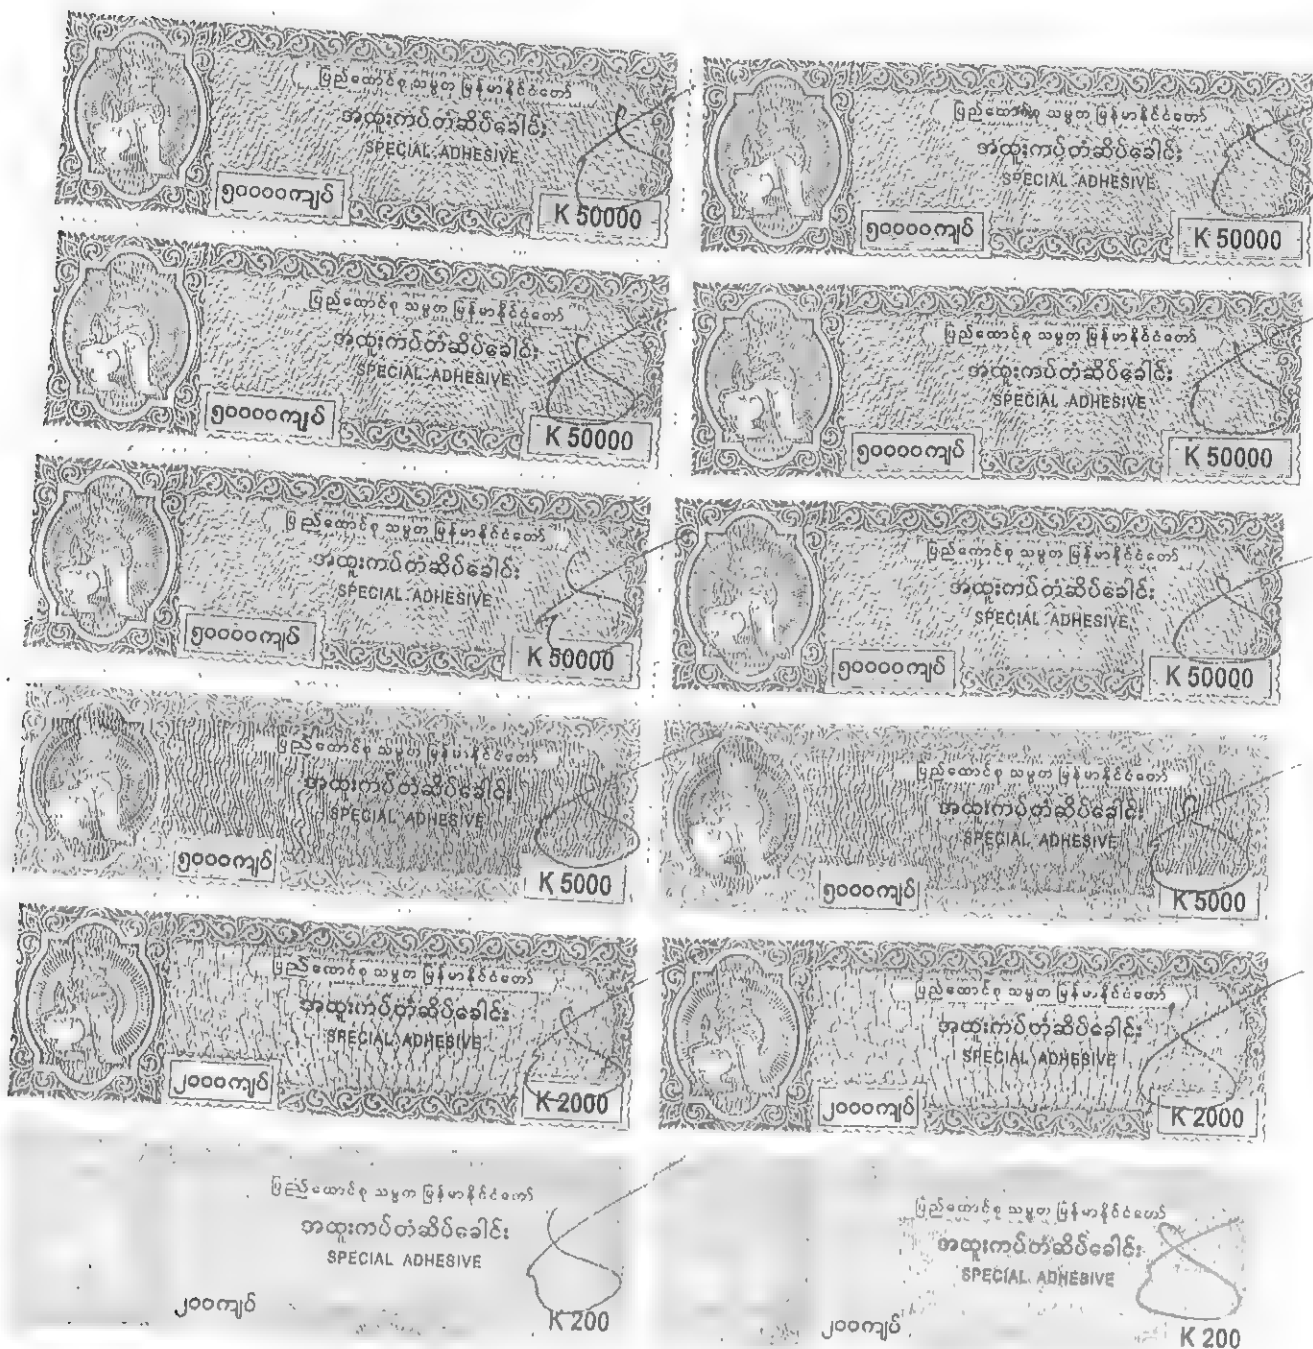 ပြည်ထောင်စု သမ္မတ မြန်မာနိုင်ငံတော်
အထူးကပ်တံဆိပ်ခေါင်း
SPECIAL ADHESIVE
၅၀၀၀၀ကျပ်
K 50000
ပြည်ထောင်စု သမ္မတ မြန်မာနိုင်ငံတော်
အထူးကပ်တံဆိပ်ခေါင်း
SPECIAL ADHESIVE
၅၀၀၀၀ကျပ်
K 50000
ပြည်ထောင်စု သမ္မတ မြန်မာနိုင်ငံတော်
အထူးကပ်တံဆိပ်ခေါင်း
SPECIAL ADHESIVE
၅၀၀၀၀ကျပ်
K 50000
ပြည်ထောင်စု သမ္မတ မြန်မာနိုင်ငံတော်
အထူးကပ်တံဆိပ်ခေါင်း
SPECIAL ADHESIVE
၅၀၀၀၀ကျပ်
K 50000
ပြည်ထောင်စု သမ္မတ မြန်မာနိုင်ငံတော်
အထူးကပ်တံဆိပ်ခေါင်း
SPECIAL ADHESIVE
၅၀၀၀၀ကျပ်
K 50000
ပြည်ထောင်စု သမ္မတ မြန်မာနိုင်ငံတော်
အထူးကပ်တံဆိပ်ခေါင်း
SPECIAL ADHESIVE
၅၀၀၀၀ကျပ်
K 50000
ပြည်ထောင်စု သမ္မတ မြန်မာနိုင်ငံတော်
အထူးကပ်တံဆိပ်ခေါင်း
SPECIAL ADHESIVE
၅၀၀၀ကျပ်
K 5000
ပြည်ထောင်စု သမ္မတ မြန်မာနိုင်ငံတော်
အထူးကပ်တံဆိပ်ခေါင်း
SPECIAL ADHESIVE
၅၀၀၀ကျပ်
K 5000
ပြည်ထောင်စု သမ္မတ မြန်မာနိုင်ငံတော်
အထူးကပ်တံဆိပ်ခေါင်း
SPECIAL ADHESIVE
၂၀၀၀ကျပ်
K 2000
ပြည်ထောင်စု သမ္မတ မြန်မာနိုင်ငံတော်
အထူးကပ်တံဆိပ်ခေါင်း
SPECIAL ADHESIVE
၂၀၀၀ကျပ်
K 2000
ပြည်ထောင်စု သမ္မတ မြန်မာနိုင်ငံတော်
အထူးကပ်တံဆိပ်ခေါင်း
SPECIAL ADHESIVE
၂၀၀ကျပ်
K 200
ပြည်ထောင်စု သမ္မတ မြန်မာနိုင်ငံတော်
အထူးကပ်တံဆိပ်ခေါင်း
SPECIAL ADHESIVE
၂၀၀ကျပ်
K 200